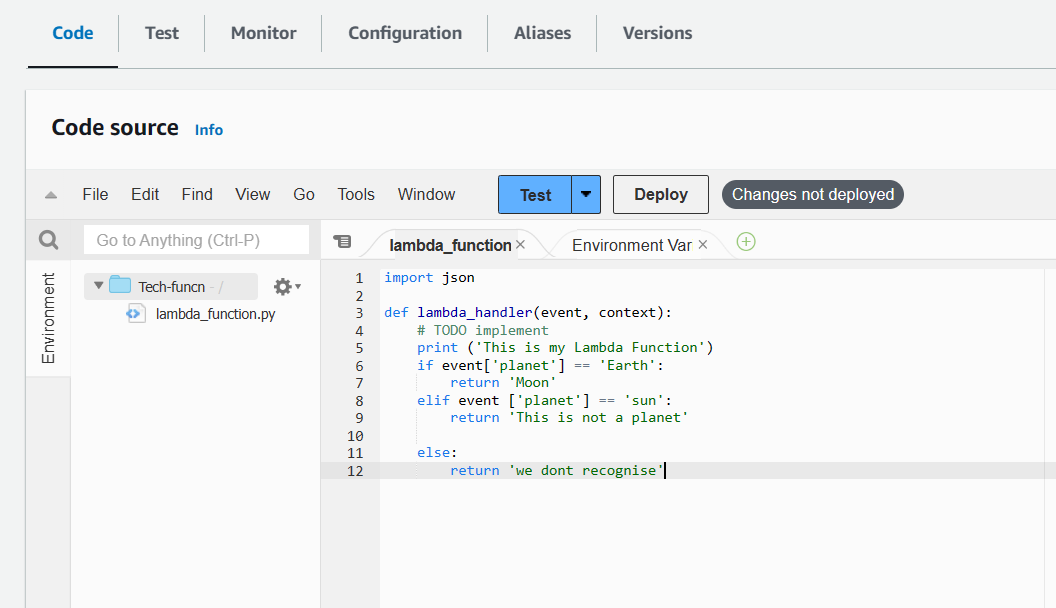 Code Test Monitor Configuration Aliases Versions
Code source Info
File Edit Find View Go Tools Window Test Deploy Changes not deployed
Go to Anything (Ctrl-P) lambda_function × Environment Var ×
Environment
Tech-funcn - /
lambda_function.py
1 import json
2
3 def lambda_handler(event, context):
4     # TODO implement
5     print ('This is my Lambda Function')
6     if event['planet'] == 'Earth':
7         return 'Moon'
8     elif event ['planet'] == 'sun':
9         return 'This is not a planet'
10
11     else:
12         return 'we dont recognise'